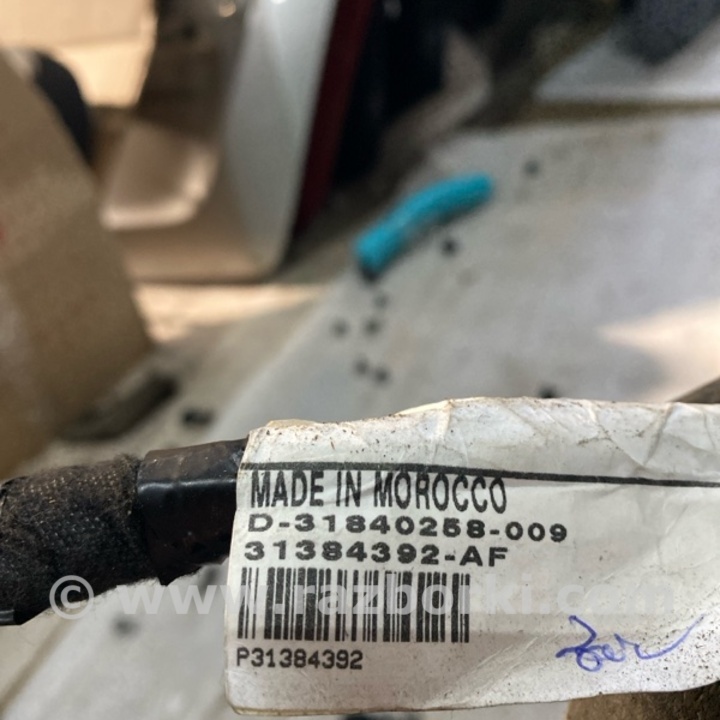 MADE IN MOROCCO
D-31840258-009
31384392-AF
© www.razborki.com
P31384392